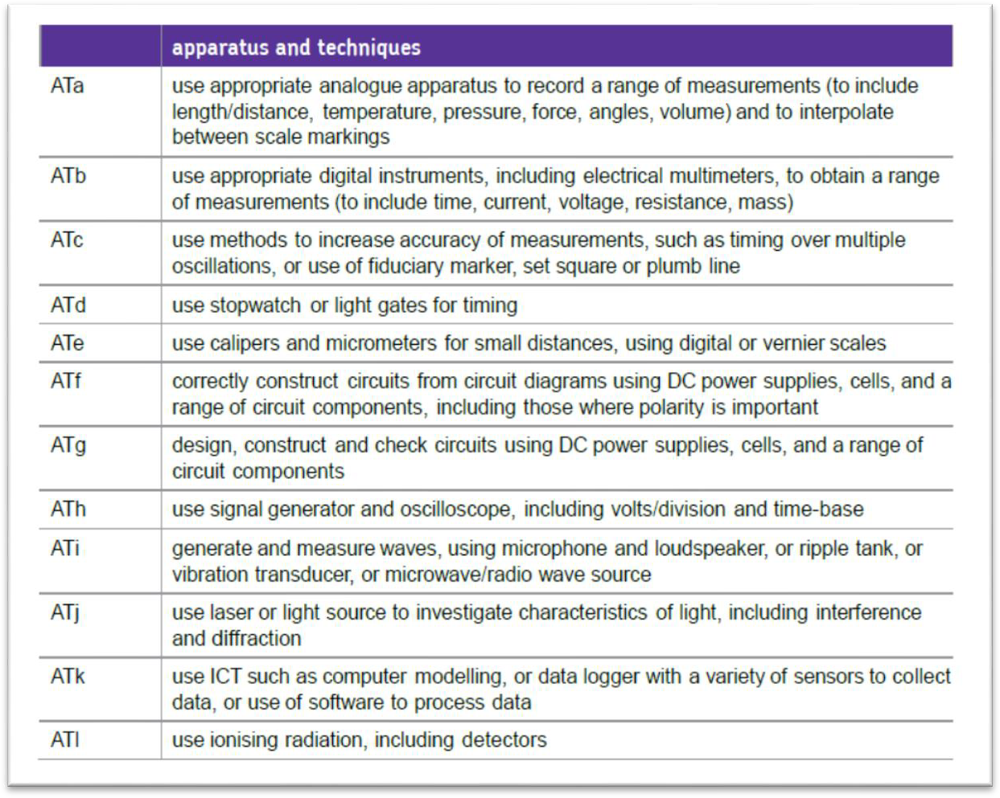 apparatus and techniques
ATa
use appropriate analogue apparatus to record a range of measurements (to include
length/distance, temperature, pressure, force, angles, volume) and to interpolate
between scale markings
ATb
use appropriate digital instruments, including electrical multimeters, to obtain a range
of measurements (to include time, current, voltage, resistance, mass)
ATc
use methods to increase accuracy of measurements, such as timing over multiple
oscillations, or use of fiduciary marker, set square or plumb line
ATd
use stopwatch or light gates for timing
ATe
use calipers and micrometers for small distances, using digital or vernier scales
ATf
correctly construct circuits from circuit diagrams using DC power supplies, cells, and a
range of circuit components, including those where polarity is important
ATg
design, construct and check circuits using DC power supplies, cells, and a range of
circuit components
ATh
use signal generator and oscilloscope, including volts/division and time-base
ATi
generate and measure waves, using microphone and loudspeaker, or ripple tank, or
vibration transducer, or microwave/radio wave source
ATj
use laser or light source to investigate characteristics of light, including interference
and diffraction
ATk
use ICT such as computer modelling, or data logger with a variety of sensors to collect
data, or use of software to process data
ATl
use ionising radiation, including detectors